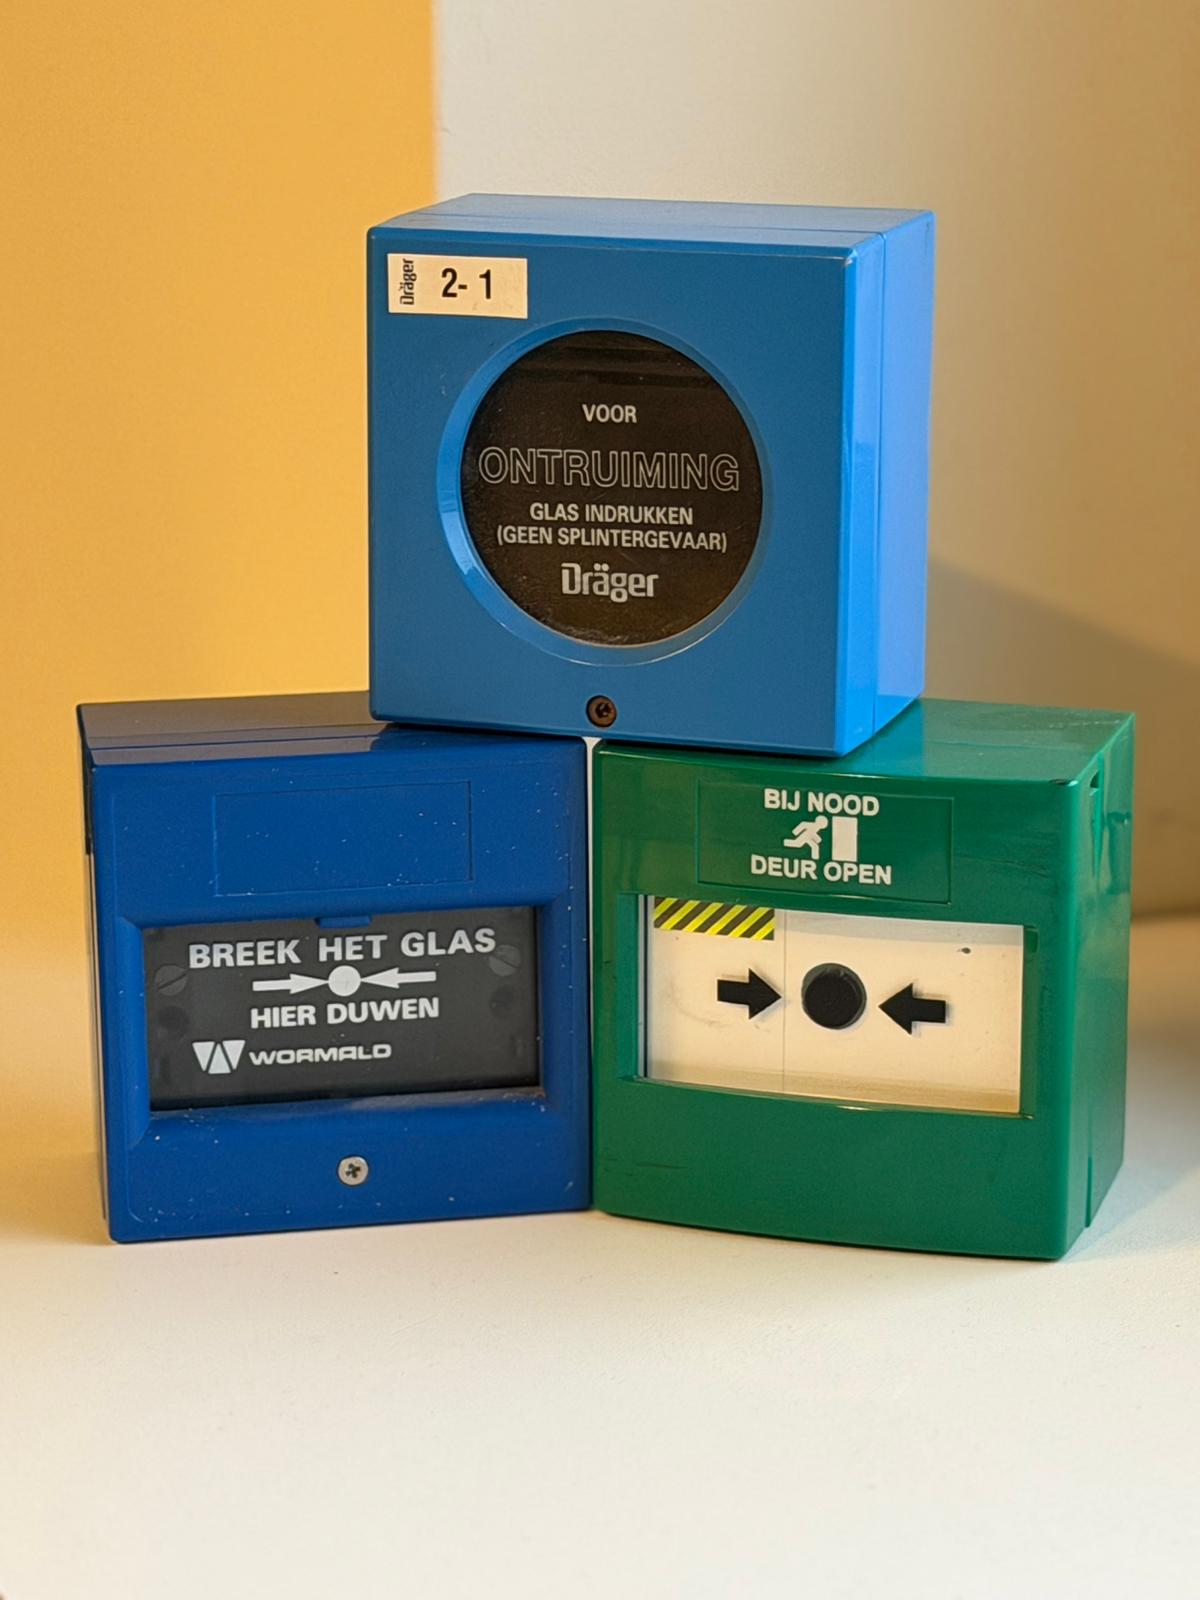 Dräger
2- 1
VOOR
ONTRUIMING
GLAS INDRUKKEN
(GEEN SPLINTERGEVAAR)
Dräger
BREEK HET GLAS
HIER DUWEN
WORMALD
BIJ NOOD
DEUR OPEN